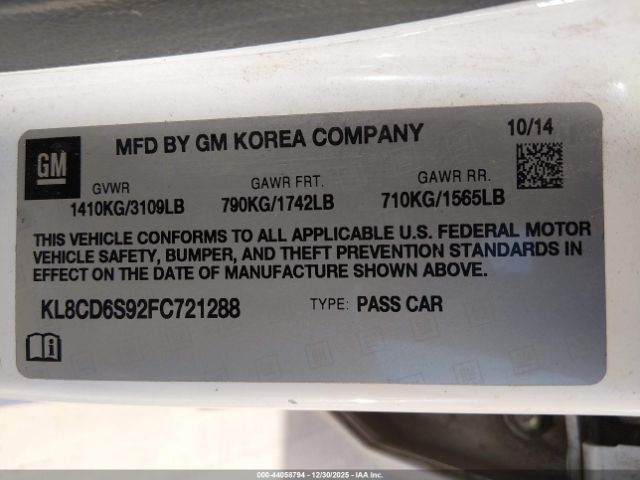 GM
MFD BY GM KOREA COMPANY
10/14
GVWR
GAWR FRT.
GAWR RR.
1410KG/3109LB
790KG/1742LB
710KG/1565LB
THIS VEHICLE CONFORMS TO ALL APPLICABLE U.S. FEDERAL MOTOR
VEHICLE SAFETY, BUMPER, AND THEFT PREVENTION STANDARDS IN
EFFECT ON THE DATE OF MANUFACTURE SHOWN ABOVE.
KL8CD6S92FC721288
TYPE: PASS CAR
000-44058794 - 12/30/2025 - IAAI.COM